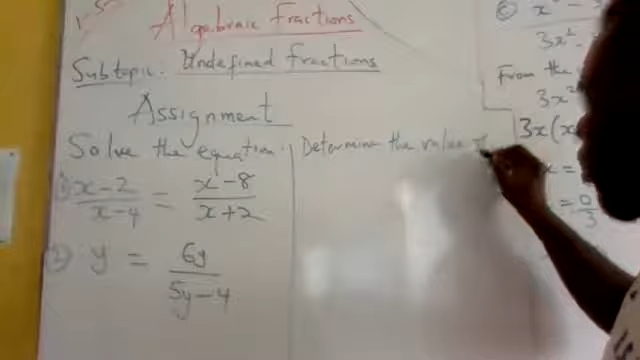 Algebraic Fractions
Subtopic: Undefined fractions
Assignment
Solve the equation.
① x-2/x-4 = x-8/x+2
② y = 6y/5y-4
Determine the value
From the
3x(x